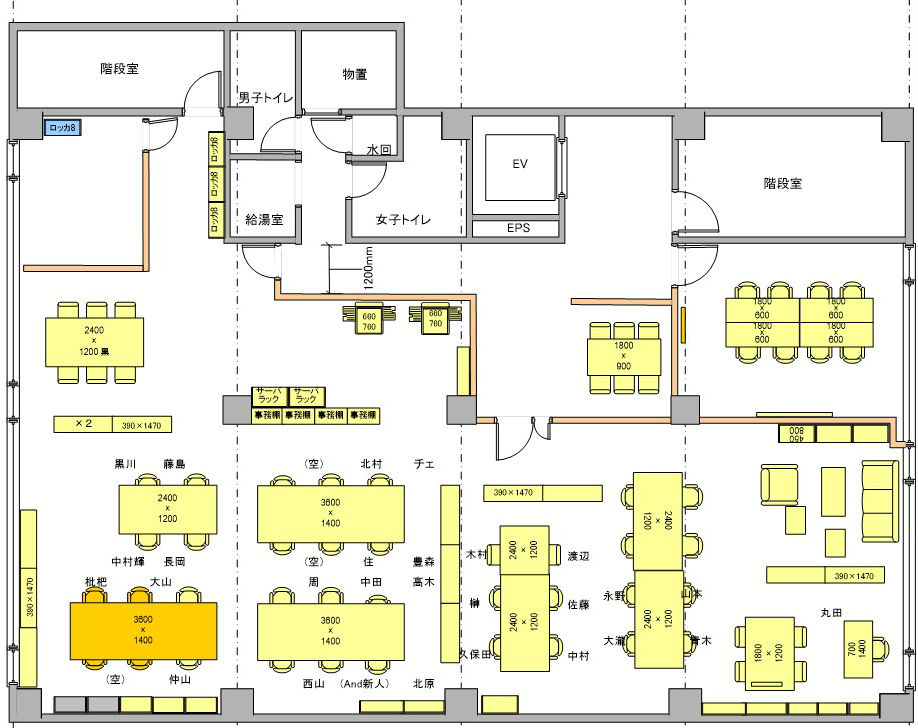 階段室
男子トイレ
物置
ロッカ8
ロッカ8
ロッカ8
ロッカ8
水回
EV
階段室
給湯室
女子トイレ
EPS
1200mm
660
760
660
760
1800
×
600
1800
×
600
1800
×
600
1800
×
600
2400
×
1200 黒
1800
×
900
サーバ
ラック
サーバ
ラック
事務棚
事務棚
事務棚
事務棚
×2
390×1470
450
800
黒川 藤島
(空) 北村 チェ
2400
×
1200
3600
×
1400
390×1470
2400
×
1200
中村輝 長岡
(空) 住 豊森
木村
2400
×
1200
渡辺
390×1470
390×1470
枇杷 大山
周 中田 高木
3600
×
1400
3600
×
1400
榊
2400
×
1200
佐藤
永野
2400
×
1200
山本
丸田
久保田
中村
大瀧
青木
1800
×
1200
700
1400
(空) 仲山
西山 (And新人) 北原